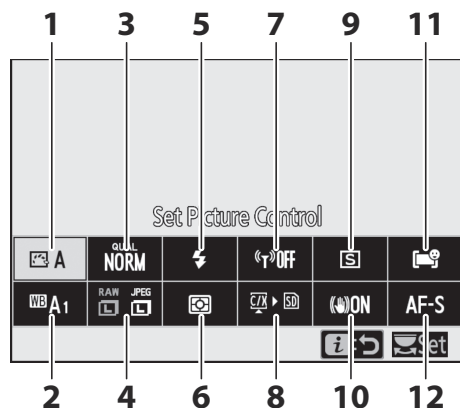 1 3 5 7 9 11
Set Picture Control
A QUAL NORM OFF S
WB A1 RAW L JPEG L C/X SD ON AF-S
i Set
2 4 6 8 10 12